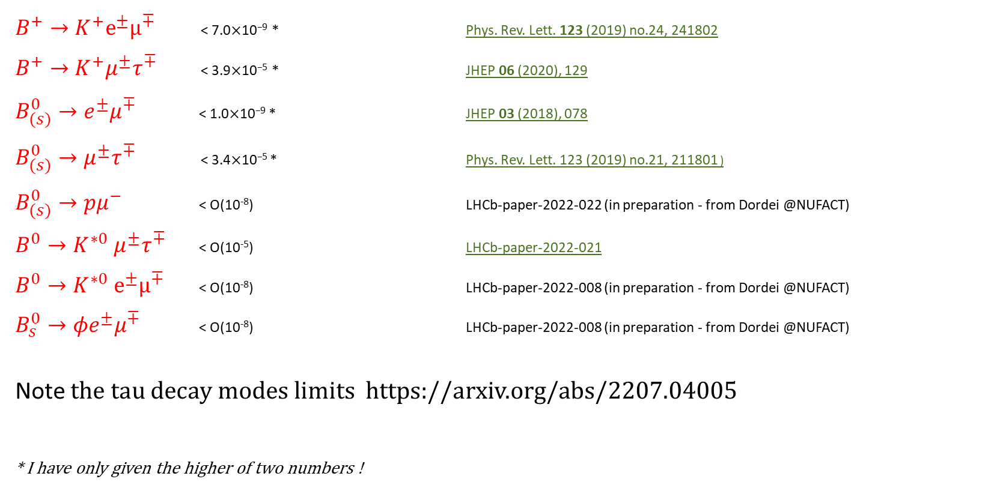 B⁺ → K⁺e±μ∓ < 7.0×10⁻⁹ * Phys. Rev. Lett. 123 (2019) no.24, 241802
B⁺ → K⁺μ±τ∓ < 3.9×10⁻⁵ * JHEP 06 (2020), 129
B⁰₍s₎ → e±μ∓ < 1.0×10⁻⁹ * JHEP 03 (2018), 078
B⁰₍s₎ → μ±τ∓ < 3.4×10⁻⁵ * Phys. Rev. Lett. 123 (2019) no.21, 211801)
B⁰₍s₎ → pμ⁻ < O(10⁻⁸) LHCb-paper-2022-022 (in preparation - from Dordei @NUFACT)
B⁰ → K*⁰ μ±τ∓ < O(10⁻⁵) LHCb-paper-2022-021
B⁰ → K*⁰ e±μ∓ < O(10⁻⁸) LHCb-paper-2022-008 (in preparation - from Dordei @NUFACT)
B⁰s → ϕe±μ∓ < O(10⁻⁸) LHCb-paper-2022-008 (in preparation - from Dordei @NUFACT)
Note the tau decay modes limits https://arxiv.org/abs/2207.04005
* I have only given the higher of two numbers !